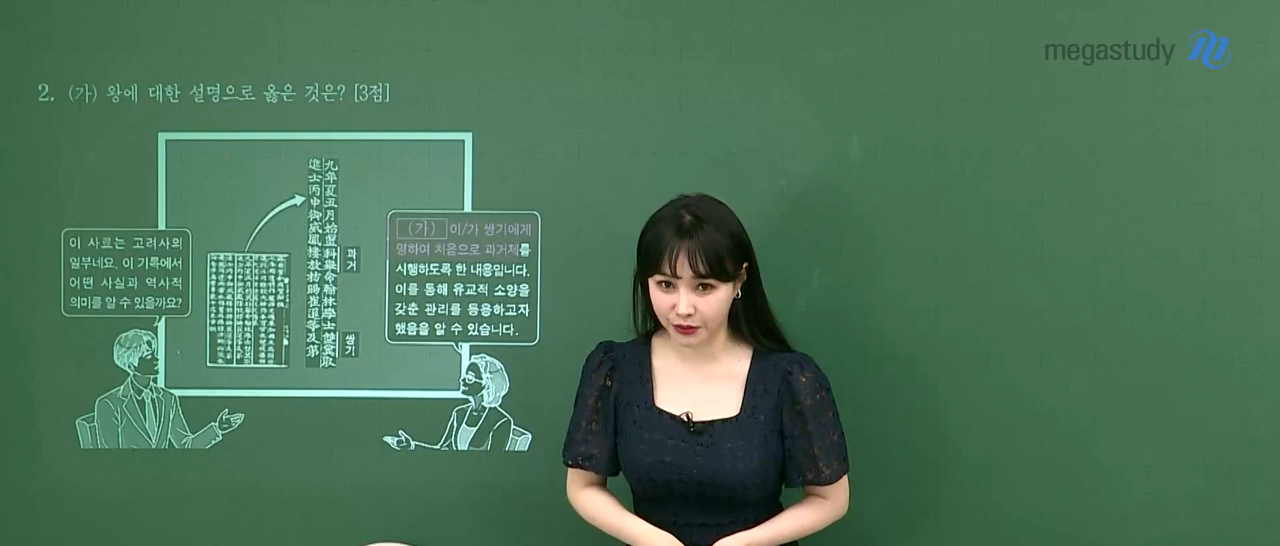 megastudy
2. (가) 왕에 대한 설명으로 옳은 것은? [3점]
이 사료는 고려사의
일부네요. 이 기록에서
어떤 사실과 역사적
의미를 알 수 있을까요?
九年夏五月始置科擧命翰林學士雙冀取
進士丙申御威鳳樓放枋賜崔暹等及第
과거
쌍기
(가) 이/가 쌍기에게
명하여 처음으로 과거제를
시행하도록 한 내용입니다.
이를 통해 유교적 소양을
갖춘 관리를 등용하고자
했음을 알 수 있습니다.